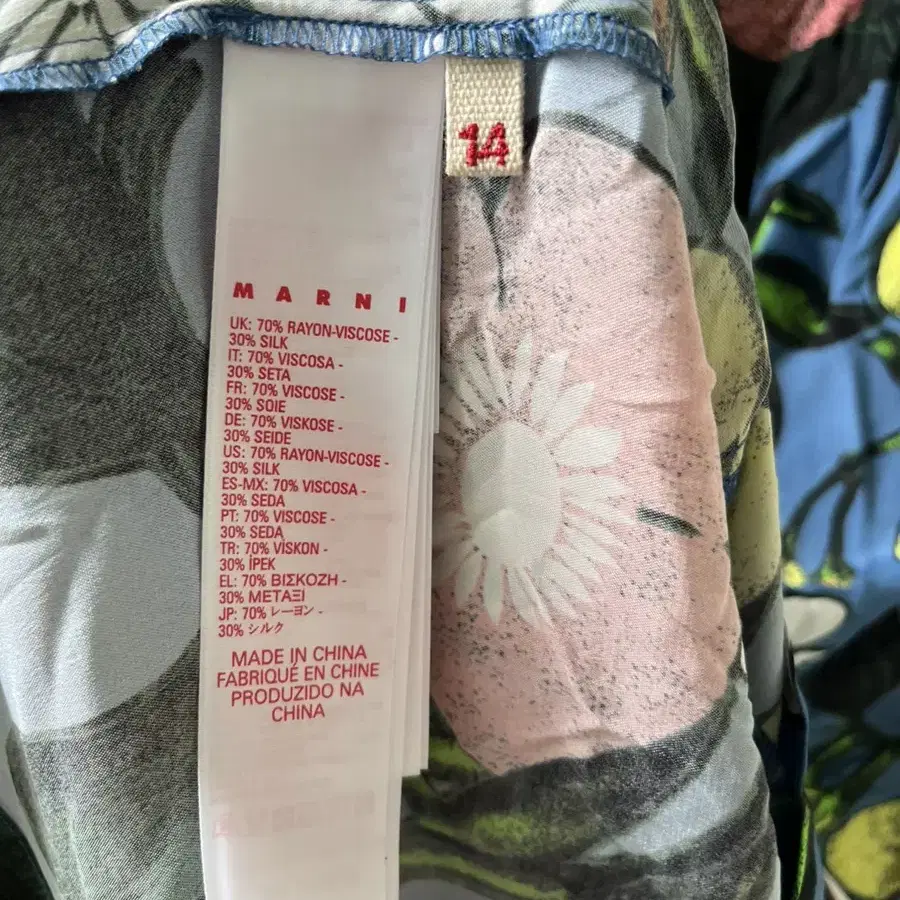 14
MARNI
UK: 70% RAYON-VISCOSE -
30% SILK
IT: 70% VISCOSA -
30% SETA
FR: 70% VISCOSE -
30% SOIE
DE: 70% VISKOSE -
30% SEIDE
US: 70% RAYON-VISCOSE -
30% SILK
ES-MX: 70% VISCOSA -
30% SEDA
PT: 70% VISCOSE -
30% SEDA
TR: 70% VİSKON -
30% İPEK
EL: 70% ΒΙΣΚΟΖΗ -
30% ΜΕΤΑΞΙ
JP: 70% レーヨン -
30% シルク
MADE IN CHINA
FABRIQUÉ EN CHINE
PRODUZIDO NA
CHINA